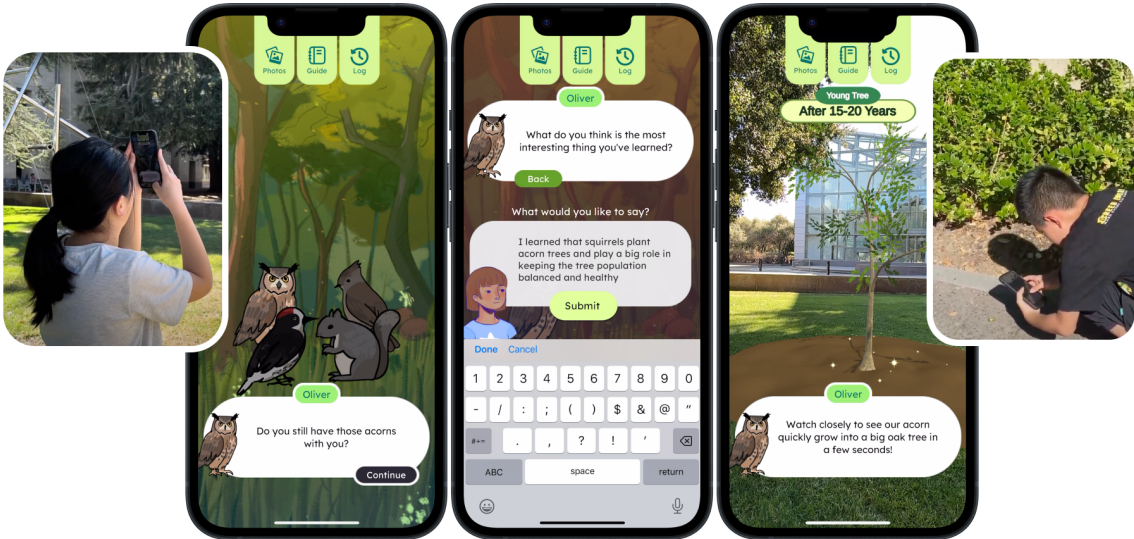 Photos Guide Log
Do you still have those acorns
with you?
Oliver
Continue
Photos Guide Log
Oliver
What do you think is the most
interesting thing you've learned?
Back
What would you like to say?
I learned that squirrels plant
acorn trees and play a big role in
keeping the tree population
balanced and healthy
Submit
Done Cancel
1 2 3 4 5 6 7 8 9 0
- / : ; ( ) $ & @ "
#+= . , ? ! '
ABC space return
Photos Guide Log
Young Tree
After 15-20 Years
Oliver
Watch closely to see our acorn
quickly grow into a big oak tree in
a few seconds!